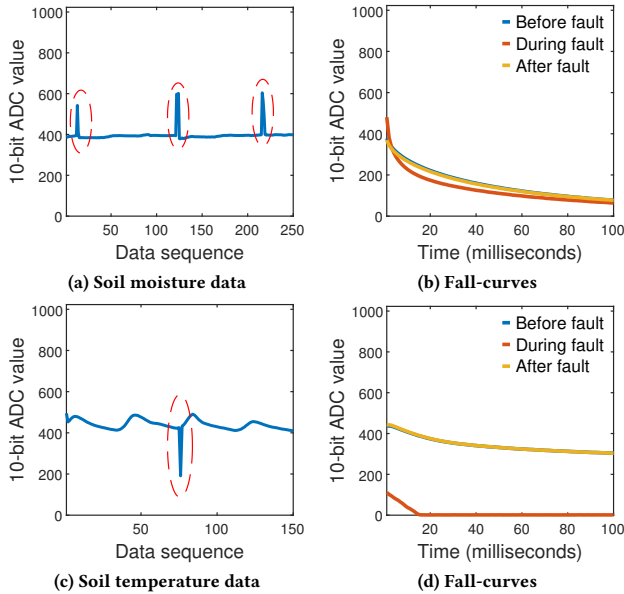 1000
800
600
400
200
0
10-bit ADC value
0 50 100 150 200 250
Data sequence
(a) Soil moisture data
1000
800
600
400
200
0
10-bit ADC value
Before fault
During fault
After fault
20 40 60 80 100
Time (milliseconds)
(b) Fall-curves
1000
800
600
400
200
0
10-bit ADC value
50 100 150
Data sequence
(c) Soil temperature data
1000
800
600
400
200
0
10-bit ADC value
Before fault
During fault
After fault
20 40 60 80 100
Time (milliseconds)
(d) Fall-curves